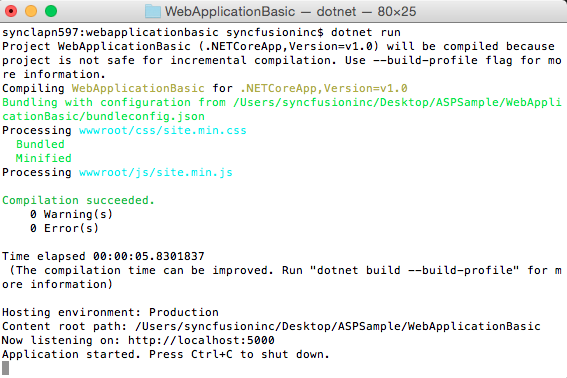 WebApplicationBasic — dotnet — 80×25
synclapn597:webapplicationbasic syncfusioninc$ dotnet run
Project WebApplicationBasic (.NETCoreApp,Version=v1.0) will be compiled because
project is not safe for incremental compilation. Use --build-profile flag for mo
re information.
Compiling WebApplicationBasic for .NETCoreApp,Version=v1.0
Bundling with configuration from /Users/syncfusioninc/Desktop/ASPSample/WebAppli
cationBasic/bundleconfig.json
Processing wwwroot/css/site.min.css
  Bundled
  Minified
Processing wwwroot/js/site.min.js
Compilation succeeded.
    0 Warning(s)
    0 Error(s)
Time elapsed 00:00:05.8301837
 (The compilation time can be improved. Run "dotnet build --build-profile" for m
ore information)
Hosting environment: Production
Content root path: /Users/syncfusioninc/Desktop/ASPSample/WebApplicationBasic
Now listening on: http://localhost:5000
Application started. Press Ctrl+C to shut down.